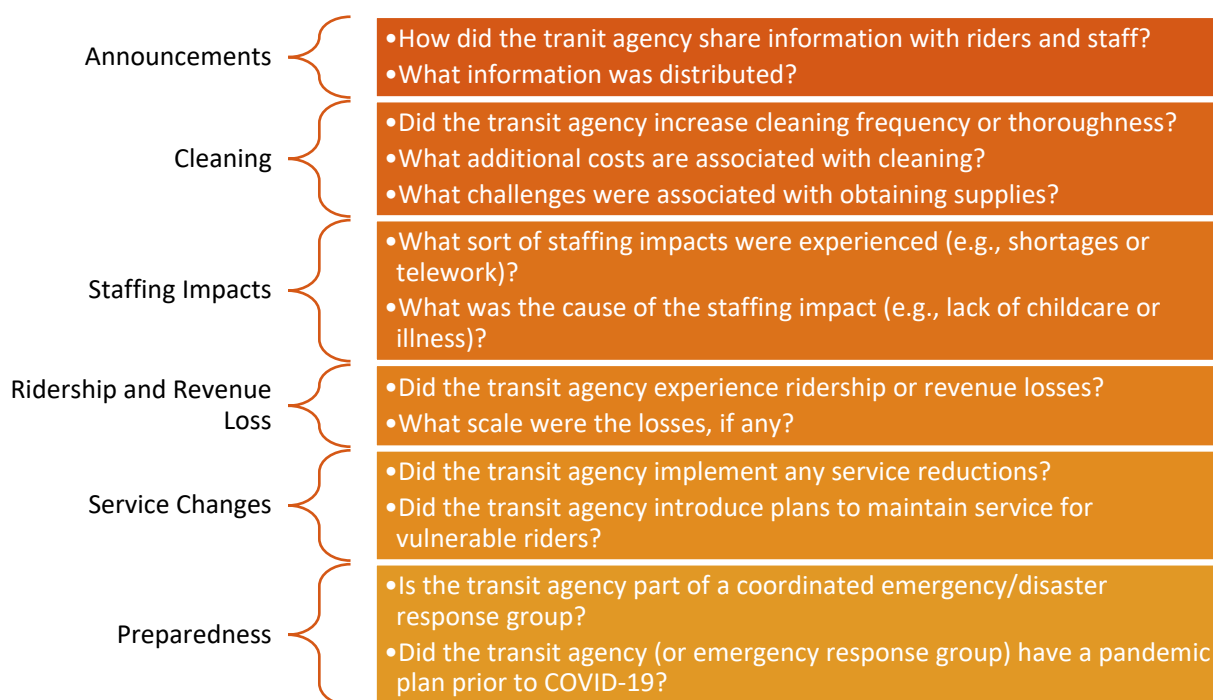 Announcements
•How did the tranit agency share information with riders and staff?
•What information was distributed?
Cleaning
•Did the transit agency increase cleaning frequency or thoroughness?
•What additional costs are associated with cleaning?
•What challenges were associated with obtaining supplies?
Staffing Impacts
•What sort of staffing impacts were experienced (e.g., shortages or
telework)?
•What was the cause of the staffing impact (e.g., lack of childcare or
illness)?
Ridership and Revenue
Loss
•Did the transit agency experience ridership or revenue losses?
•What scale were the losses, if any?
Service Changes
•Did the transit agency implement any service reductions?
•Did the transit agency introduce plans to maintain service for
vulnerable riders?
Preparedness
•Is the transit agency part of a coordinated emergency/disaster
response group?
•Did the transit agency (or emergency response group) have a pandemic
plan prior to COVID-19?